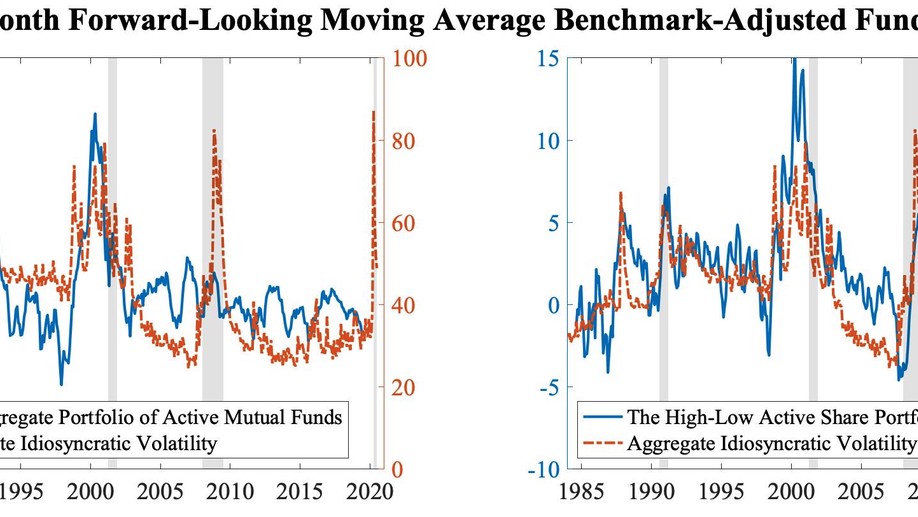 onth Forward-Looking Moving Average Benchmark-Adjusted Fund
100
80
60
40
20
0
1995 2000 2005 2010 2015 2020
gregate Portfolio of Active Mutual Funds
te Idiosyncratic Volatility
15
10
5
0
-5
-10
1985 1990 1995 2000 2005 2
The High-Low Active Share Portfo
Aggregate Idiosyncratic Volatility